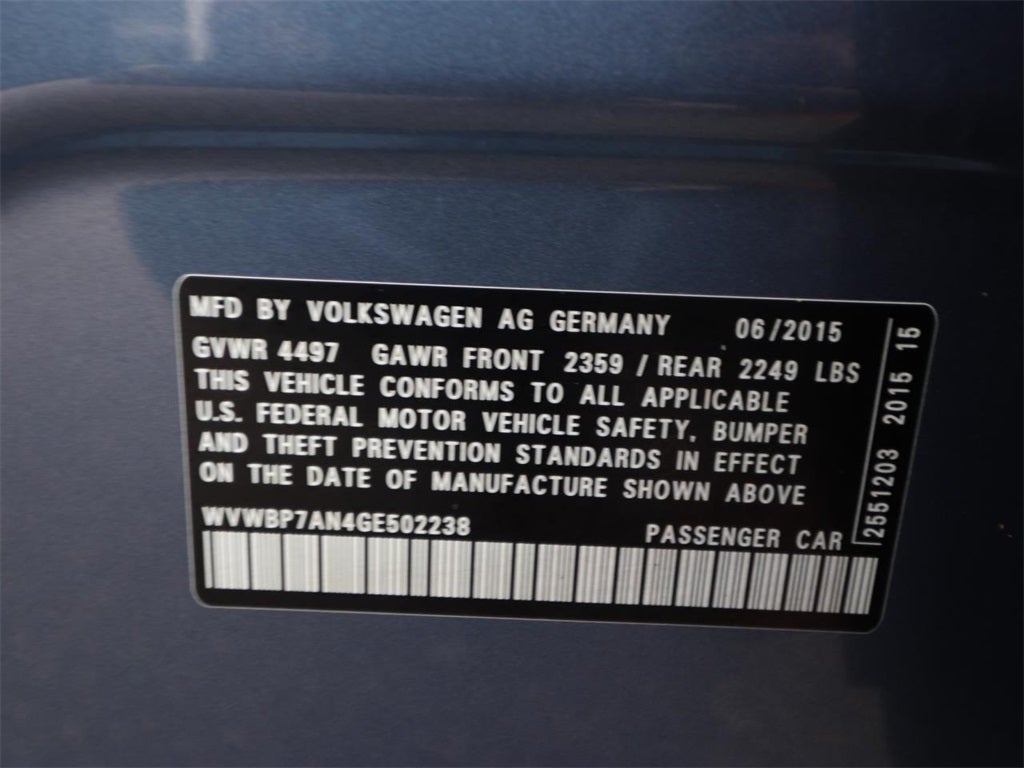 MFD BY VOLKSWAGEN AG GERMANY 06/2015
GVWR 4497 GAWR FRONT 2359 / REAR 2249 LBS
THIS VEHICLE CONFORMS TO ALL APPLICABLE
U.S. FEDERAL MOTOR VEHICLE SAFETY, BUMPER
AND THEFT PREVENTION STANDARDS IN EFFECT
ON THE DATE OF MANUFACTURE SHOWN ABOVE
WVWBP7AN4GE502238 PASSENGER CAR
2551203 2015 15